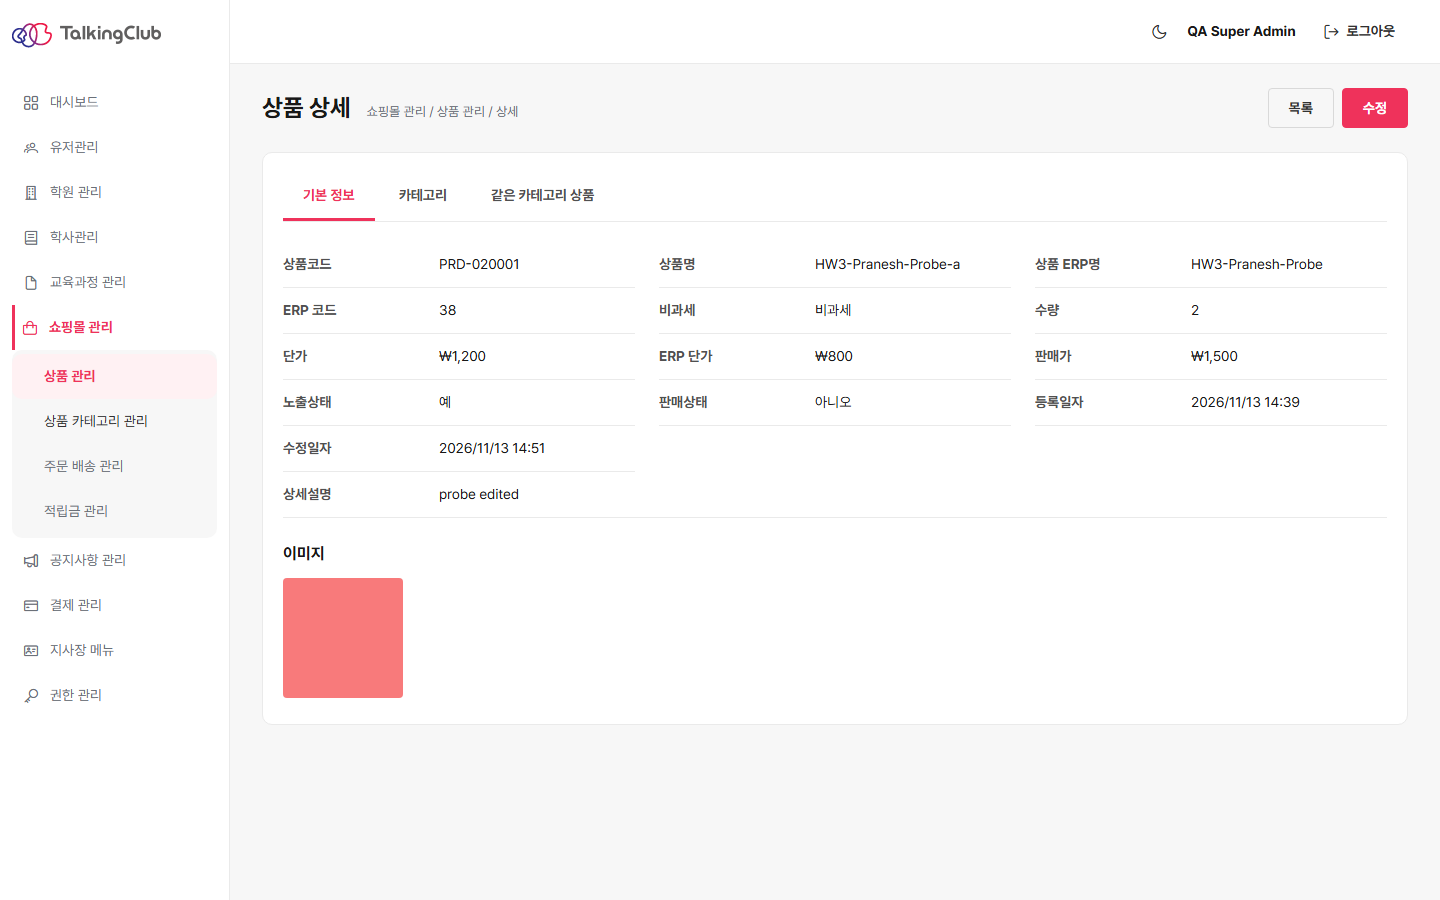 TalkingClub
QA Super Admin
로그아웃
대시보드
유저관리
학원 관리
학사관리
교육과정 관리
쇼핑몰 관리
상품 관리
상품 카테고리 관리
주문 배송 관리
적립금 관리
공지사항 관리
결제 관리
지사장 메뉴
권한 관리
상품 상세
쇼핑몰 관리 / 상품 관리 / 상세
목록
수정
기본 정보 카테고리 같은 카테고리 상품
상품코드 PRD-020001 상품명 HW3-Pranesh-Probe-a 상품 ERP명 HW3-Pranesh-Probe
ERP 코드 38 비과세 비과세 수량 2
단가 ₩1,200 ERP 단가 ₩800 판매가 ₩1,500
노출상태 예 판매상태 아니오 등록일자 2026/11/13 14:39
수정일자 2026/11/13 14:51
상세설명 probe edited
이미지